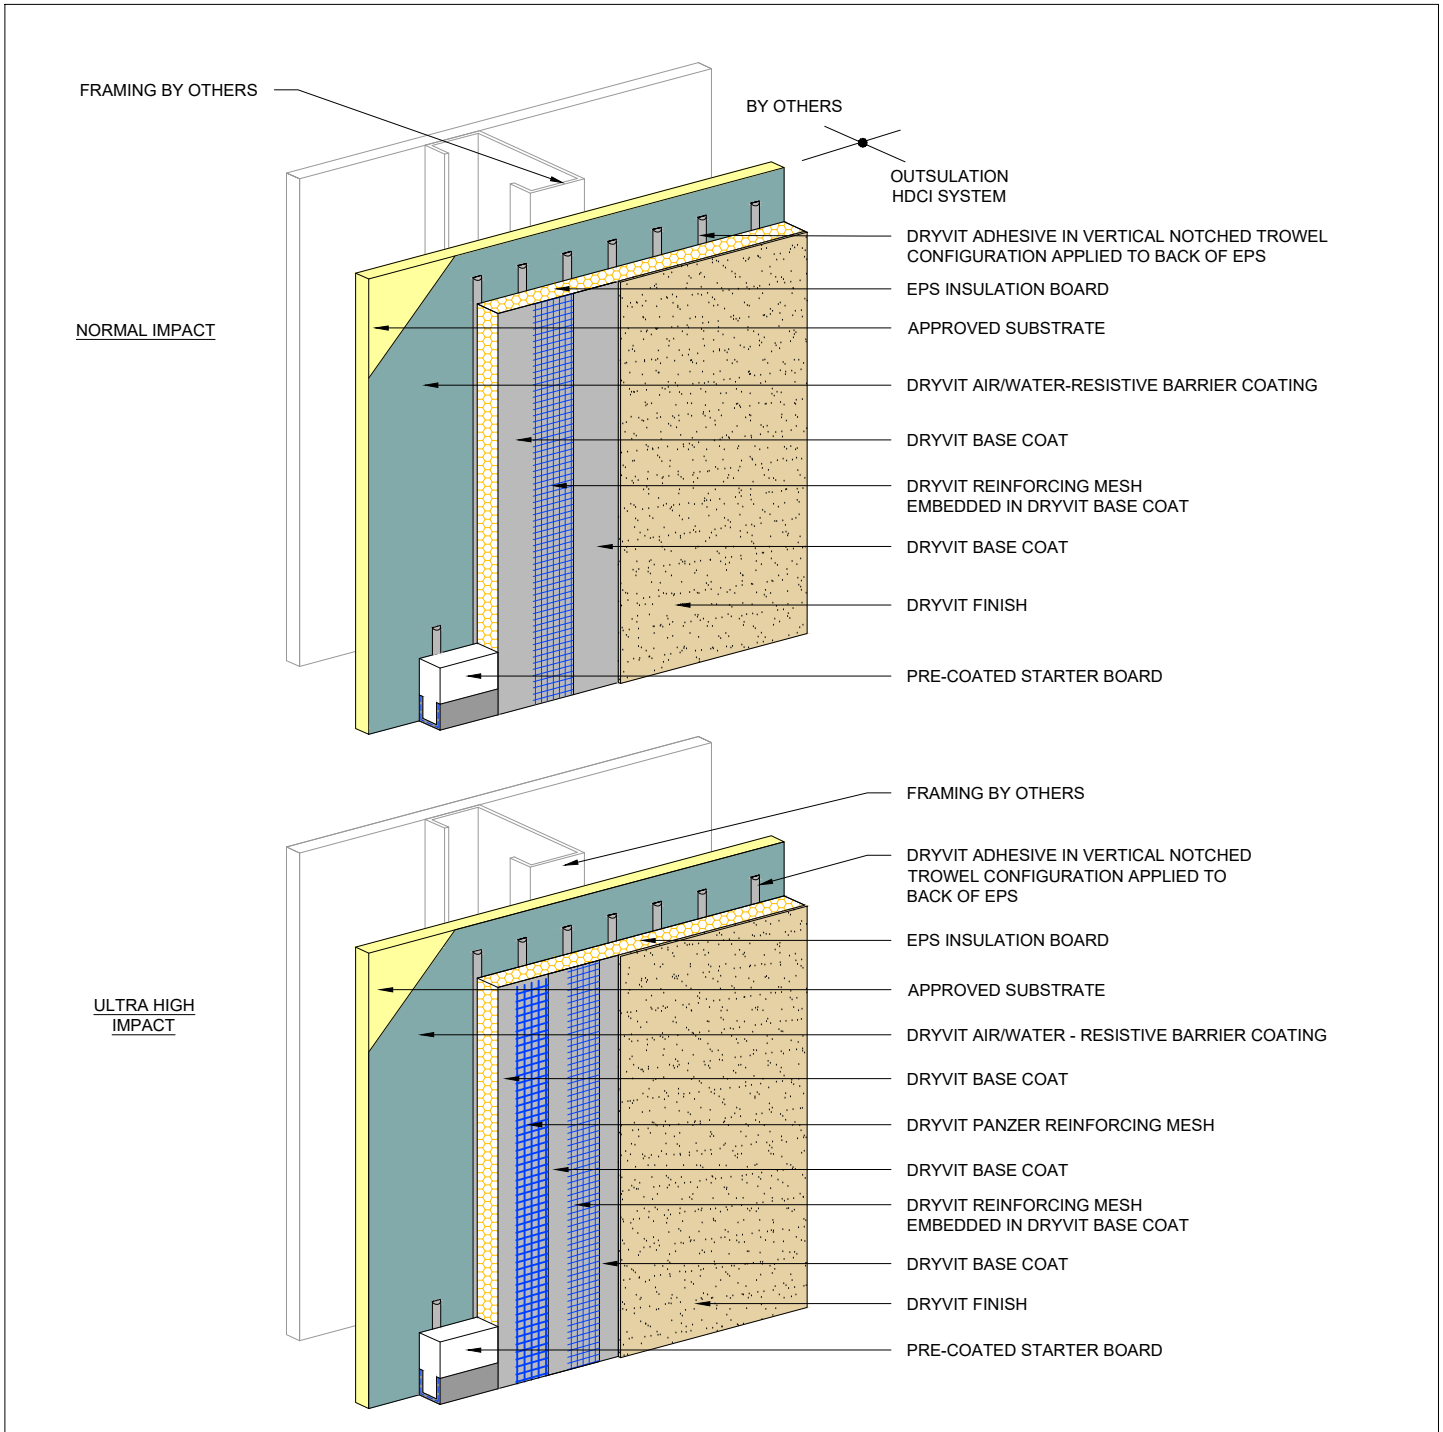 FRAMING BY OTHERS
BY OTHERS
OUTSULATION
HDCI SYSTEM
DRYVIT ADHESIVE IN VERTICAL NOTCHED TROWEL
CONFIGURATION APPLIED TO BACK OF EPS
EPS INSULATION BOARD
NORMAL IMPACT
APPROVED SUBSTRATE
DRYVIT AIR/WATER-RESISTIVE BARRIER COATING
DRYVIT BASE COAT
DRYVIT REINFORCING MESH
EMBEDDED IN DRYVIT BASE COAT
DRYVIT BASE COAT
DRYVIT FINISH
PRE-COATED STARTER BOARD
FRAMING BY OTHERS
DRYVIT ADHESIVE IN VERTICAL NOTCHED
TROWEL CONFIGURATION APPLIED TO
BACK OF EPS
EPS INSULATION BOARD
APPROVED SUBSTRATE
ULTRA HIGH
IMPACT
DRYVIT AIR/WATER - RESISTIVE BARRIER COATING
DRYVIT BASE COAT
DRYVIT PANZER REINFORCING MESH
DRYVIT BASE COAT
DRYVIT REINFORCING MESH
EMBEDDED IN DRYVIT BASE COAT
DRYVIT BASE COAT
DRYVIT FINISH
PRE-COATED STARTER BOARD